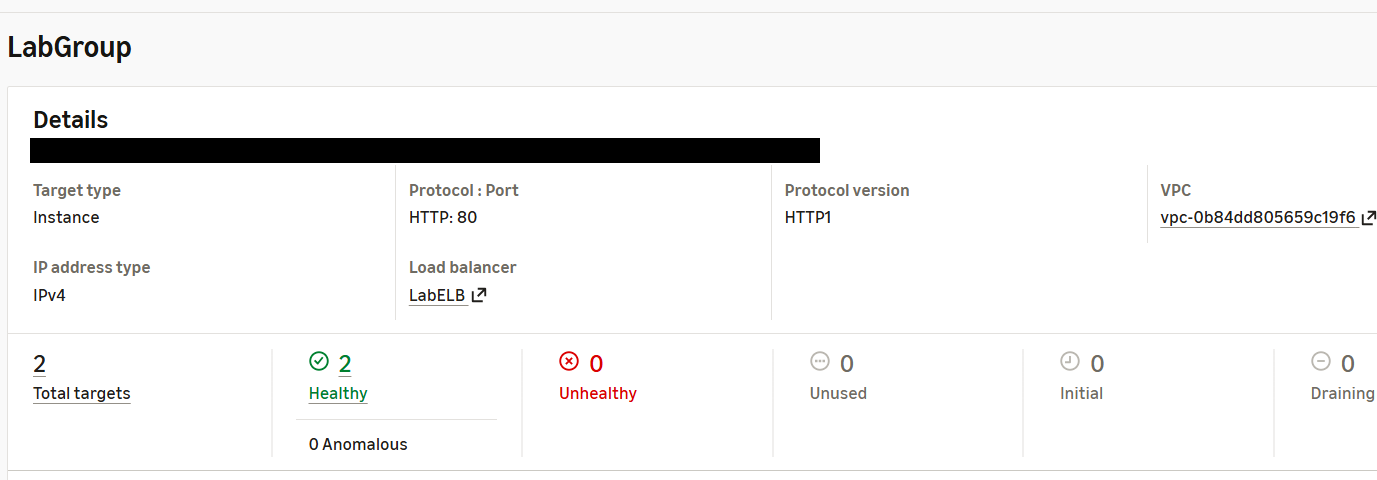 LabGroup
Details
Target type
Instance
Protocol : Port
HTTP: 80
Protocol version
HTTP1
VPC
vpc-0b84dd805659c19f6
IP address type
IPv4
Load balancer
LabELB
2
Total targets
2
Healthy
0 Anomalous
0
Unhealthy
0
Unused
0
Initial
0
Draining